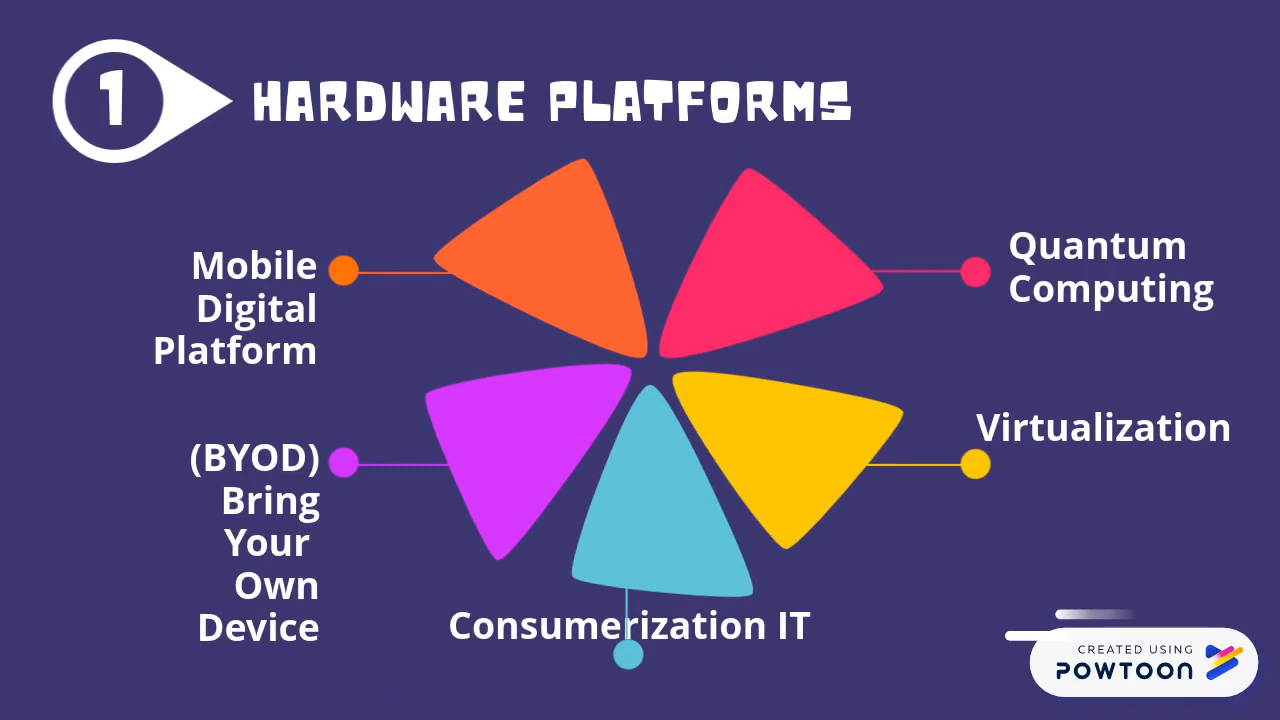 1
HARDWARE PLATFORMS
Mobile
Digital
Platform
Quantum
Computing
(BYOD)
Bring
Your
Own
Device
Virtualization
Consumerization IT
CREATED USING
POWTOON